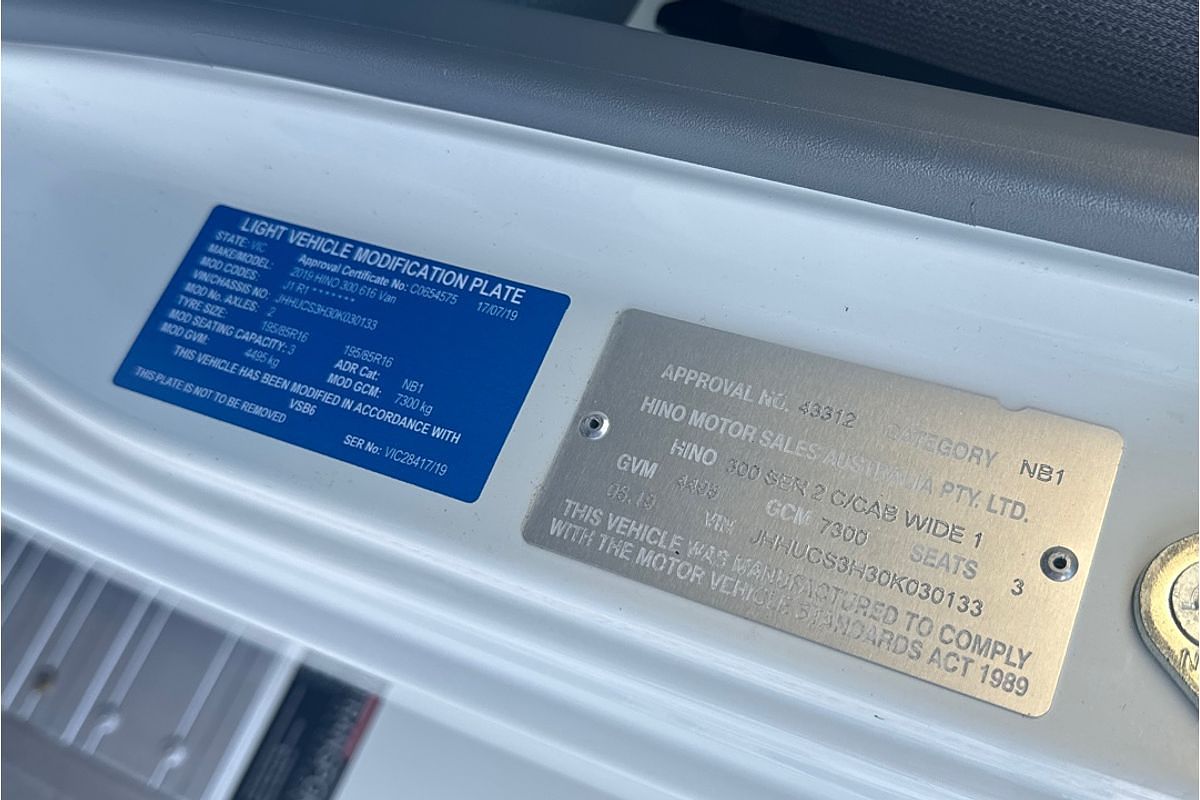 LIGHT VEHICLE MODIFICATION PLATE
STATE: VIC Approval Certificate No: C0654575 17/07/19
MAKE/MODEL: 2019 HINO 300 616 Van
MOD CODES: J1 R1 *******
VIN/CHASSIS NO: JHHUCS3H30K030133
MOD No. AXLES: 2
TYRE SIZE: 195/85R16 195/85R16
MOD SEATING CAPACITY: 3 ADR Cat: NB1
MOD GVM: 4495 kg MOD GCM: 7300 kg
THIS VEHICLE HAS BEEN MODIFIED IN ACCORDANCE WITH
VSB6
THIS PLATE IS NOT TO BE REMOVED SER No: VIC28417/19
APPROVAL NO. 43312 CATEGORY NB1
HINO MOTOR SALES AUSTRALIA PTY. LTD.
HINO 300 SER 2 C/CAB WIDE 1
GVM 4495 GCM 7300 SEATS 3
03.19 VIN JHHUCS3H30K030133
THIS VEHICLE WAS MANUFACTURED TO COMPLY
WITH THE MOTOR VEHICLE STANDARDS ACT 1989